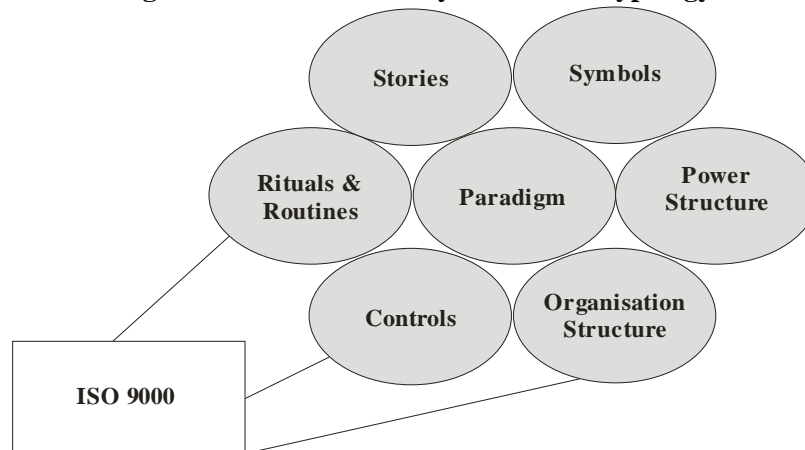 Stories
Symbols
Rituals &
Routines
Paradigm
Power
Structure
Controls
Organisation
Structure
ISO 9000